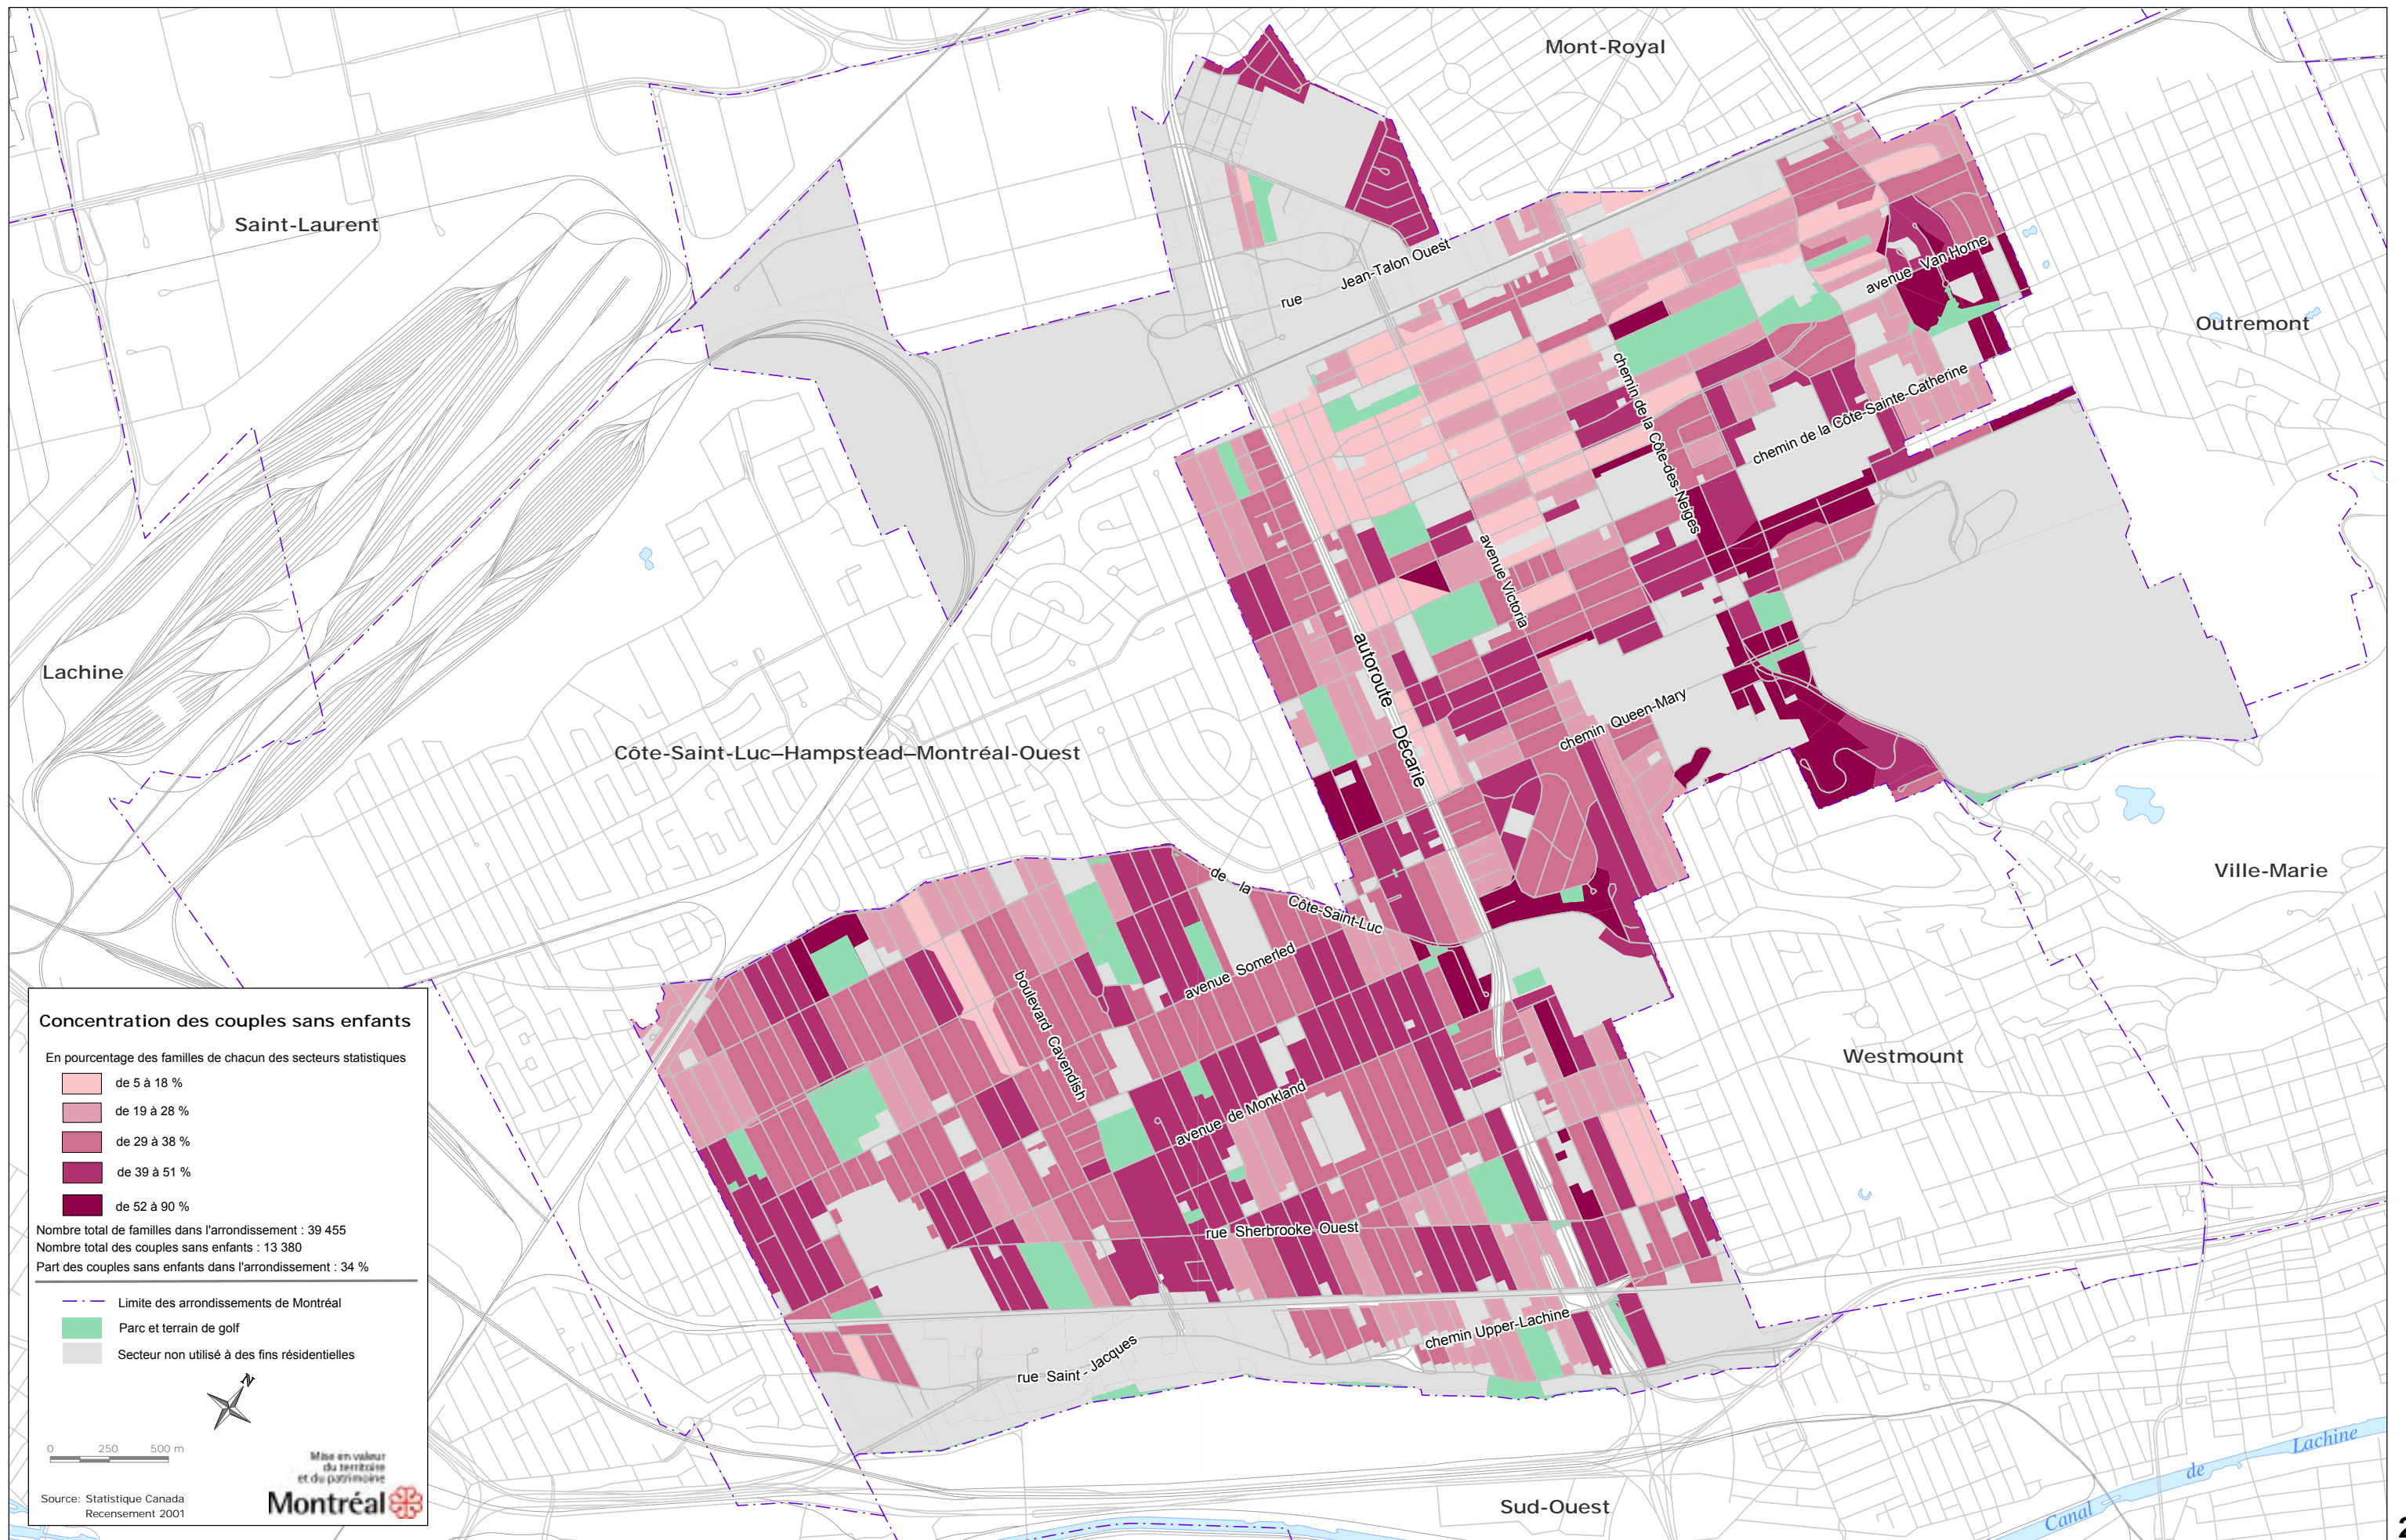 Mont-Royal
Saint-Laurent
avenue Van Horne
rue Jean-Talon Ouest
Outremont
chemin de la Côte-des-Neiges
chemin de la Côte-Sainte-Catherine
avenue Victoria
Lachine
autoroute Décarie
chemin Queen-Mary
Côte-Saint-Luc–Hampstead–Montréal-Ouest
Ville-Marie
de la Côte-Saint-Luc
avenue Somerled
boulevard Cavendish
Westmount
avenue de Monkland
rue Sherbrooke Ouest
chemin Upper-Lachine
rue Saint-Jacques
Sud-Ouest
Canal de Lachine
Concentration des couples sans enfants
En pourcentage des familles de chacun des secteurs statistiques
de 5 à 18 %
de 19 à 28 %
de 29 à 38 %
de 39 à 51 %
de 52 à 90 %
Nombre total de familles dans l'arrondissement : 39 455
Nombre total des couples sans enfants : 13 380
Part des couples sans enfants dans l'arrondissement : 34 %
Limite des arrondissements de Montréal
Parc et terrain de golf
Secteur non utilisé à des fins résidentielles
N
0 250 500 m
Mise en valeur
du territoire
et du patrimoine
Montréal
Source: Statistique Canada
Recensement 2001
2